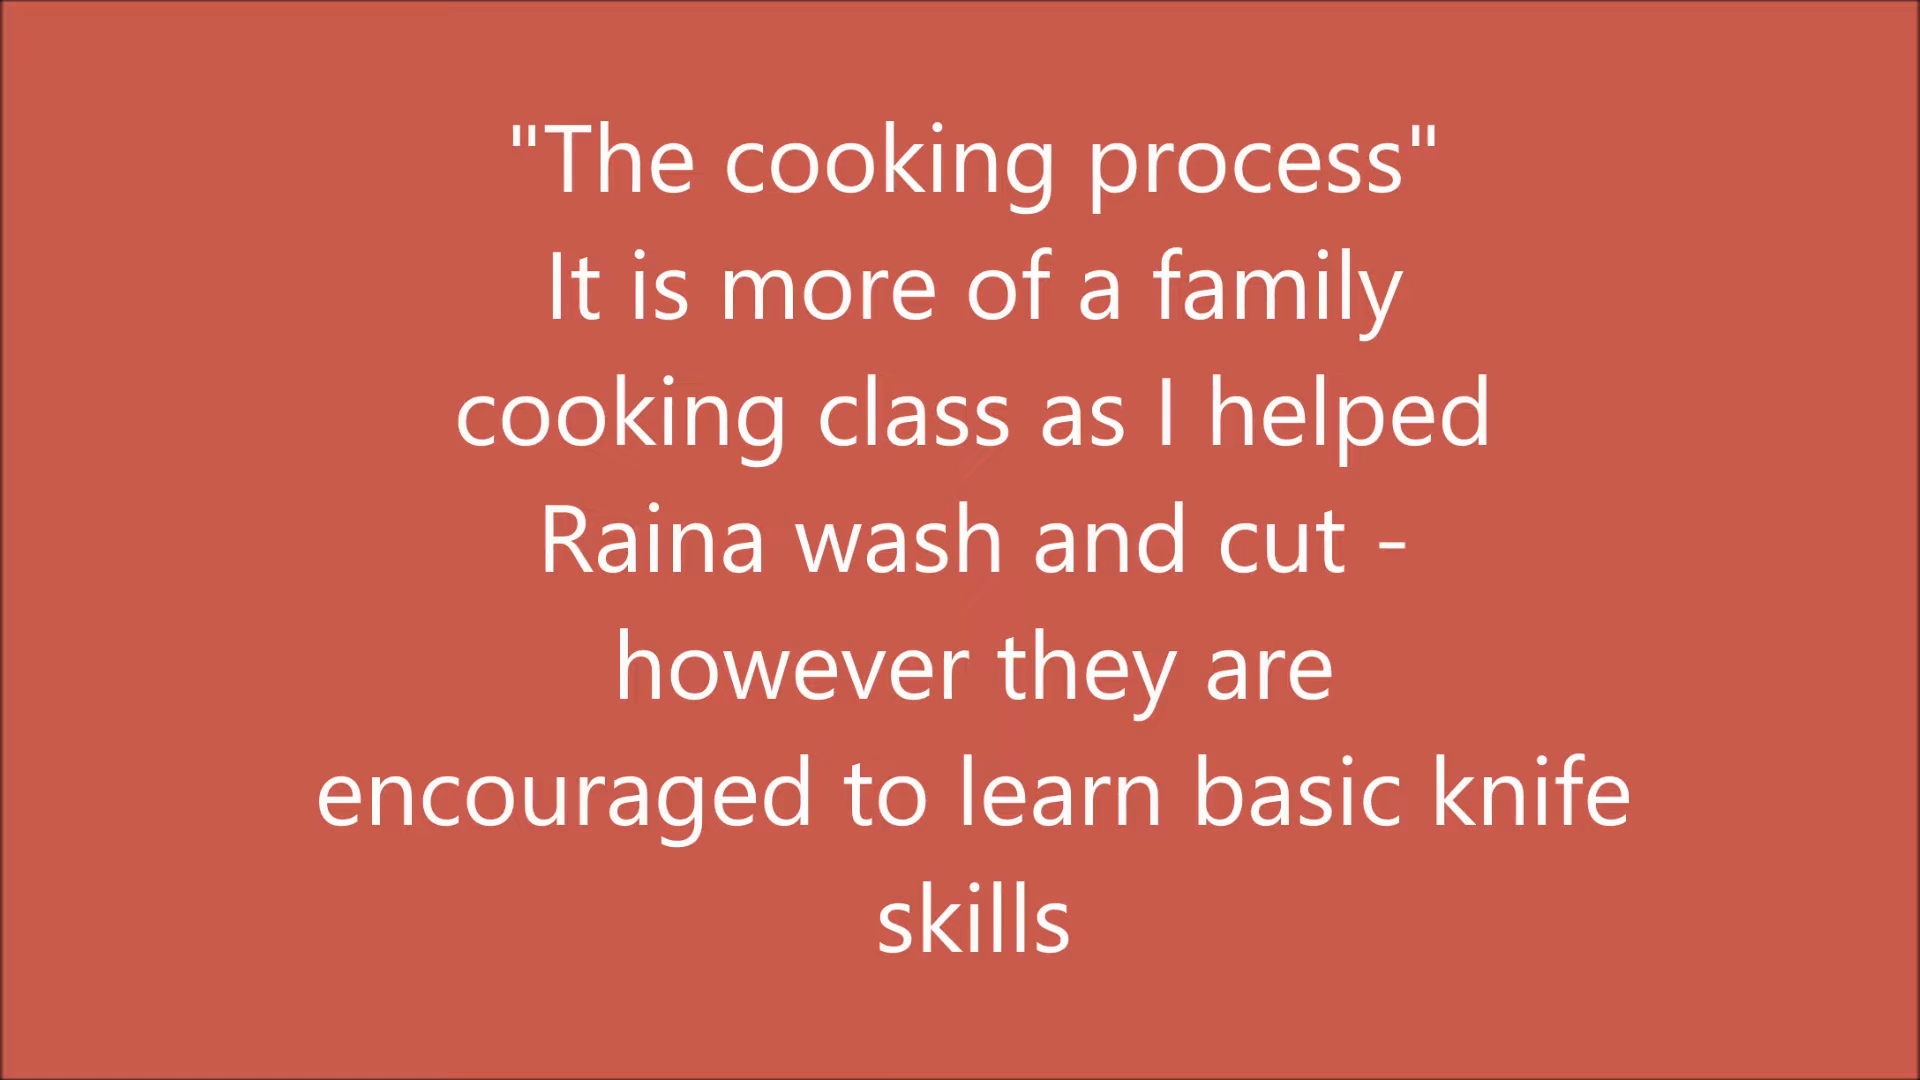 "The cooking process"
It is more of a family
cooking class as I helped
Raina wash and cut -
however they are
encouraged to learn basic knife
skills